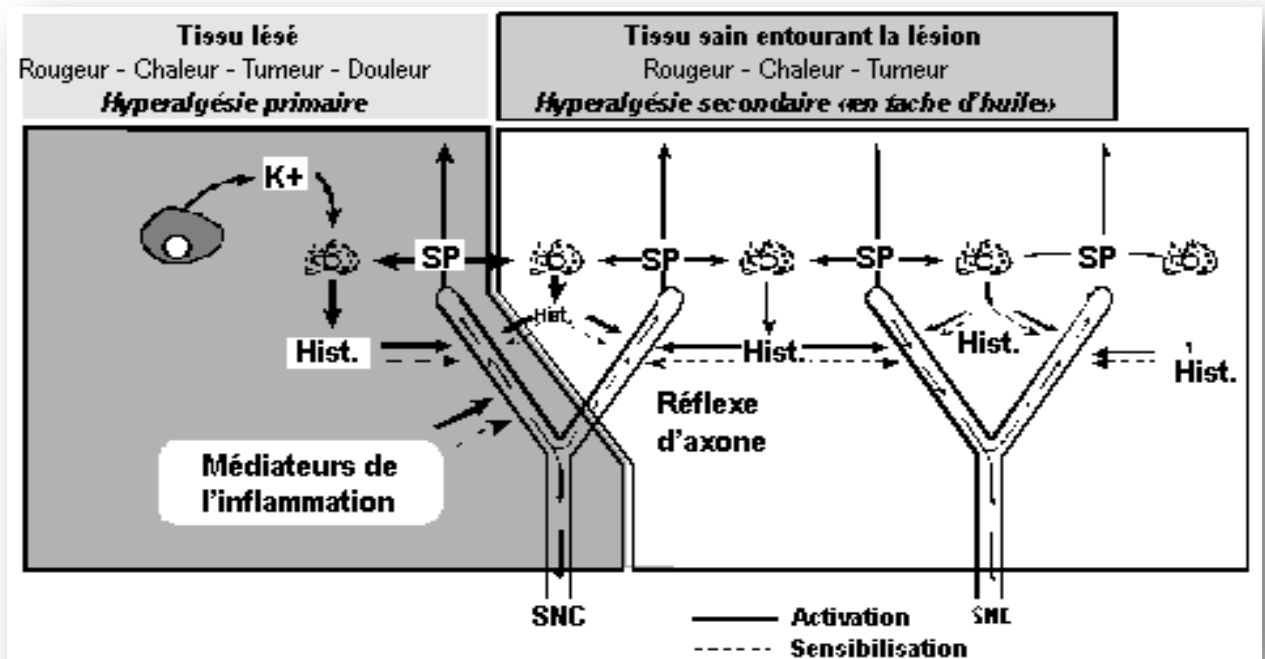 Tissu lésé
Rougeur - Chaleur - Tumeur - Douleur
Hyperalgésie primaire
Tissu sain entourant la lésion
Rougeur - Chaleur - Tumeur
Hyperalgésie secondaire «en tache d'huile»
K+
SP
SP
SP
SP
Hist.
Hist.
Hist.
Hist.
Hist.
Réflexe
d'axone
Médiateurs de
l'inflammation
SNC
SNC
Activation
Sensibilisation